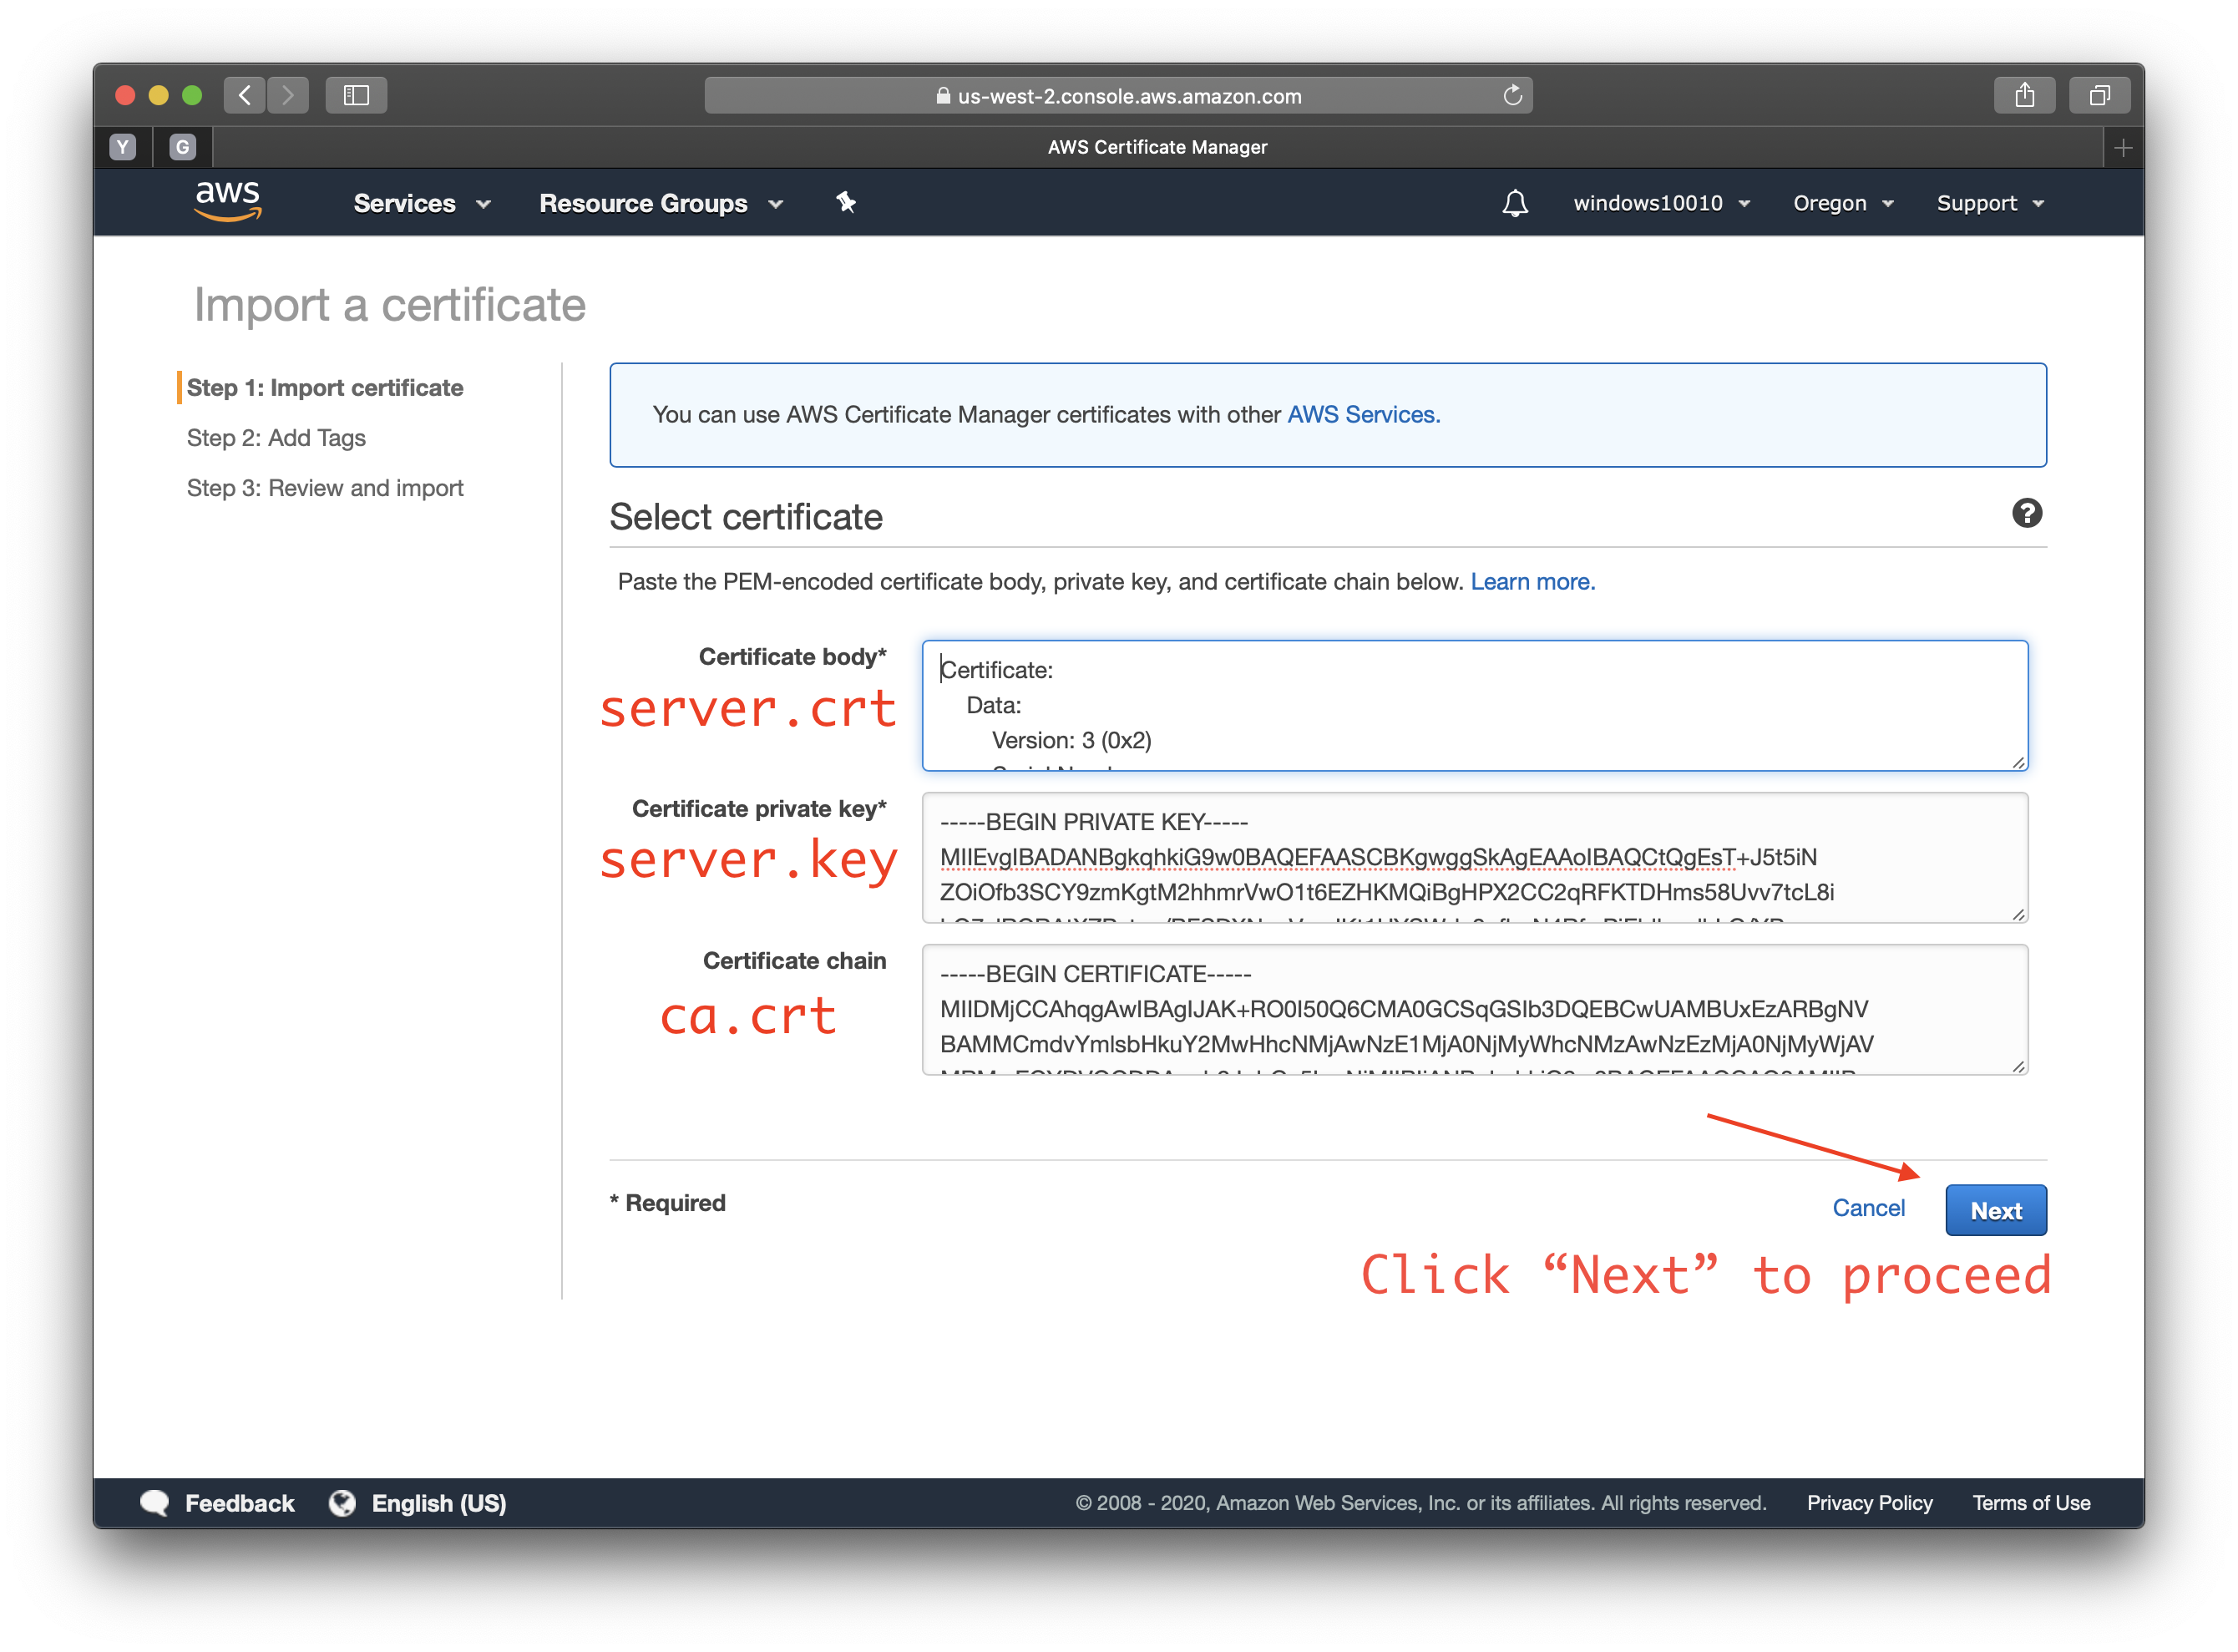 us-west-2.console.aws.amazon.com
Y
G
AWS Certificate Manager
aws
Services
Resource Groups
windows10010
Oregon
Support
Import a certificate
Step 1: Import certificate
Step 2: Add Tags
Step 3: Review and import
You can use AWS Certificate Manager certificates with other AWS Services.
Select certificate
?
Paste the PEM-encoded certificate body, private key, and certificate chain below. Learn more.
Certificate body*
server.crt
Certificate:
Data:
Version: 3 (0x2)
Certificate private key*
server.key
-----BEGIN PRIVATE KEY-----
MIIEvgIBADANBgkqhkiG9w0BAQEFAASCBKgwggSkAgEAAoIBAQCtQgEsT+J5t5iN
ZOiOfb3SCY9zmKgtM2hhmrVwO1t6EZHKMQiBgHPX2CC2qRFKTDHms58Uvv7tcL8i
Certificate chain
ca.crt
-----BEGIN CERTIFICATE-----
MIIDMjCCAhqgAwIBAgIJAK+RO0I50Q6CMA0GCSqGSIb3DQEBCwUAMBUxEzARBgNV
BAMMCmdvYmlsbHkuY2MwHhcNMjAwNzE1MjA0NjMyWhcNMzAwNzEzMjA0NjMyWjAV
* Required
Cancel
Next
Click “Next” to proceed
Feedback
English (US)
© 2008 - 2020, Amazon Web Services, Inc. or its affiliates. All rights reserved.
Privacy Policy
Terms of Use